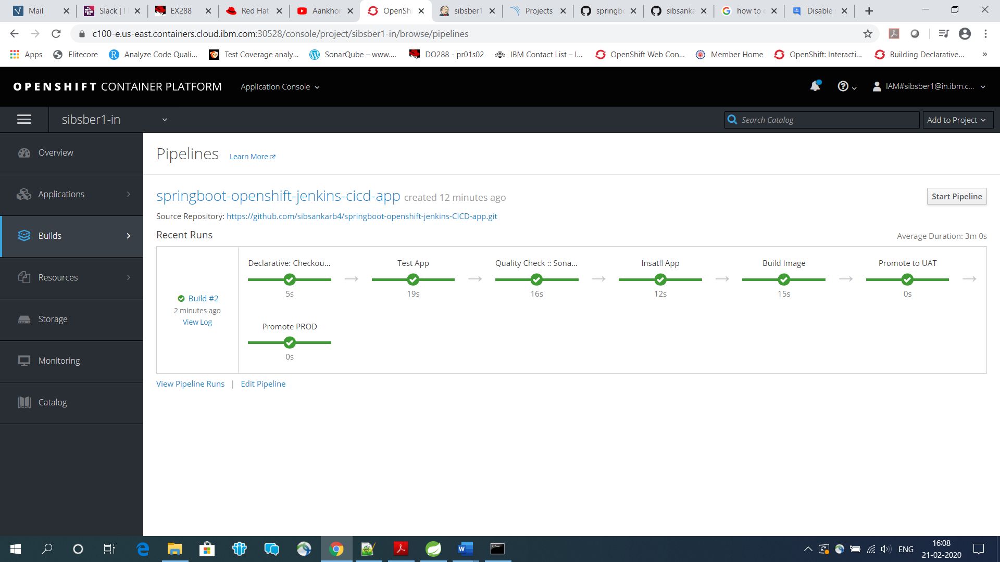 Mail
Slack | !
EX288
Red Hat
Aankhor
OpenShi
sibsber1
Projects
springbo
sibsanka
how to c
Disable
c100-e.us-east.containers.cloud.ibm.com:30528/console/project/sibsber1-in/browse/pipelines
Apps
Elitecore
Analyze Code Quali...
Test Coverage analy...
SonarQube – www....
DO288 - pr01s02
IBM Contact List – I...
OpenShift Web Con...
Member Home
OpenShift: Interacti...
Building Declarative...
»
OPENSHIFT CONTAINER PLATFORM
Application Console
IAM#sibsber1@in.ibm.c...
sibsber1-in
Search Catalog
Add to Project
Overview
Applications
Builds
Resources
Storage
Monitoring
Catalog
Pipelines
Learn More
springboot-openshift-jenkins-cicd-app created 12 minutes ago
Start Pipeline
Source Repository: https://github.com/sibsankarb4/springboot-openshift-jenkins-CICD-app.git
Recent Runs
Average Duration: 3m 0s
Build #2
2 minutes ago
View Log
Declarative: Checkou...
5s
Test App
19s
Quality Check :: Sona...
16s
Insatll App
12s
Build Image
15s
Promote to UAT
0s
Promote PROD
0s
View Pipeline Runs | Edit Pipeline
ENG
16:08
21-02-2020